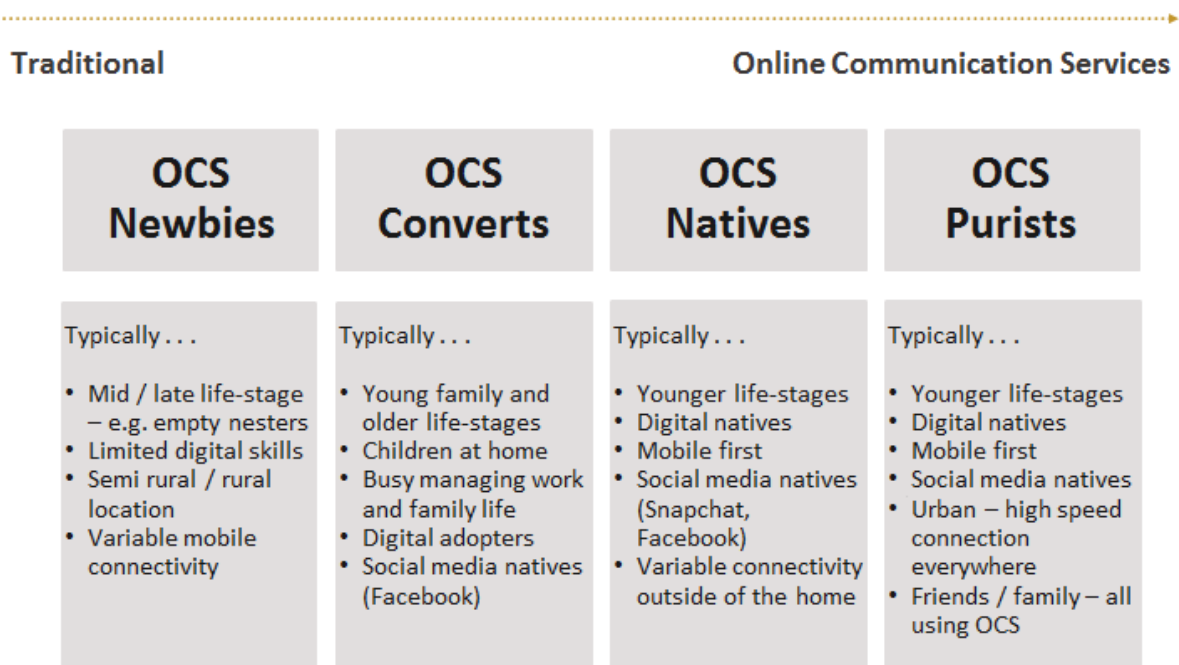 Traditional
Online Communication Services
OCS
Newbies
OCS
Converts
OCS
Natives
OCS
Purists
Typically . . .
• Mid / late life-stage
– e.g. empty nesters
• Limited digital skills
• Semi rural / rural
location
• Variable mobile
connectivity
Typically . . .
• Young family and
older life-stages
• Children at home
• Busy managing work
and family life
• Digital adopters
• Social media natives
(Facebook)
Typically . . .
• Younger life-stages
• Digital natives
• Mobile first
• Social media natives
(Snapchat,
Facebook)
• Variable connectivity
outside of the home
Typically . . .
• Younger life-stages
• Digital natives
• Mobile first
• Social media natives
• Urban – high speed
connection
everywhere
• Friends / family – all
using OCS